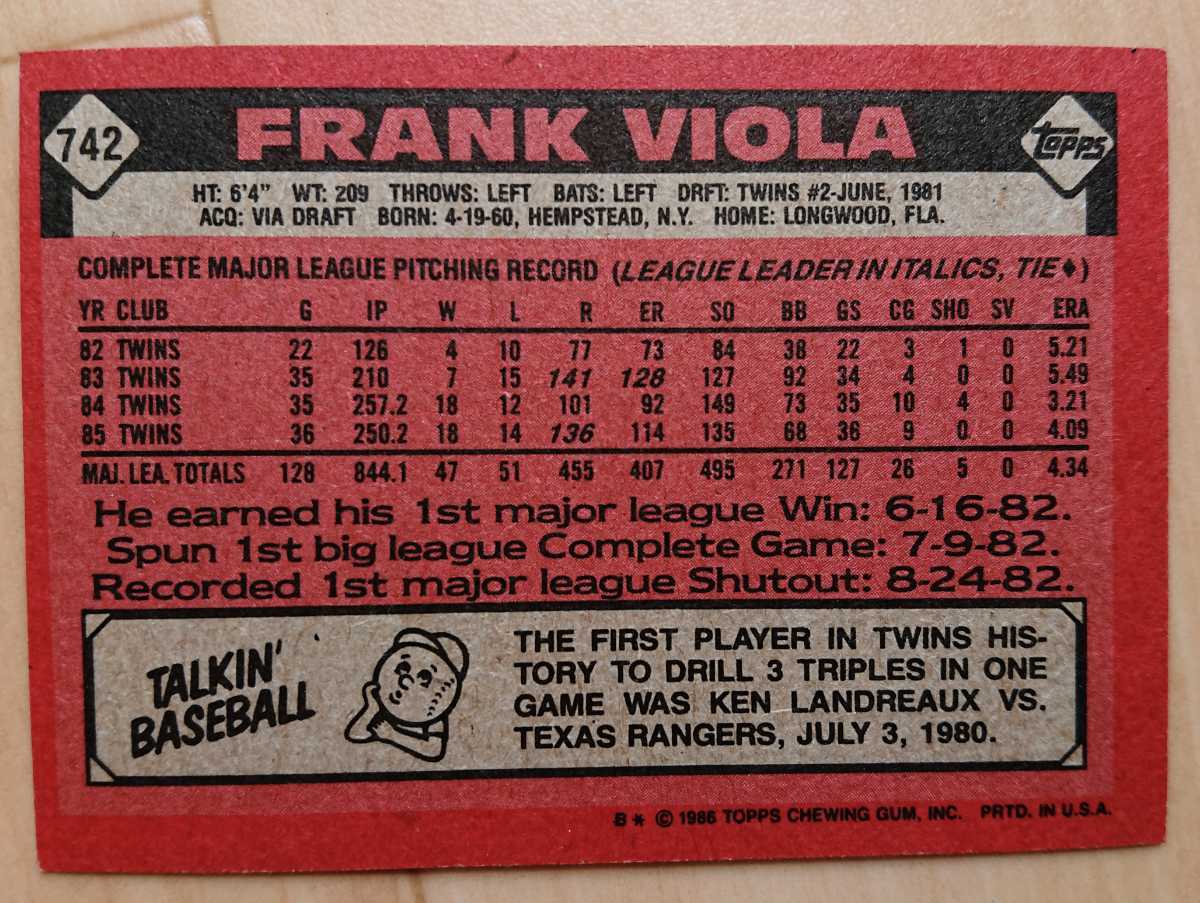 742 FRANK VIOLA topps
HT: 6'4" WT: 209 THROWS: LEFT BATS: LEFT DRFT: TWINS #2-JUNE, 1981
ACQ: VIA DRAFT BORN: 4-19-60, HEMPSTEAD, N.Y. HOME: LONGWOOD, FLA.
COMPLETE MAJOR LEAGUE PITCHING RECORD (LEAGUE LEADER IN ITALICS, TIE♦)
YR CLUB G IP W L R ER SO BB GS CG SHO SV ERA
82 TWINS 22 126 4 10 77 73 84 38 22 3 1 0 5.21
83 TWINS 35 210 7 15 141 128 127 92 34 4 0 0 5.49
84 TWINS 35 257.2 18 12 101 92 149 73 35 10 4 0 3.21
85 TWINS 36 250.2 18 14 136 114 135 68 36 9 0 0 4.09
MAJ. LEA. TOTALS 128 844.1 47 51 455 407 495 271 127 26 5 0 4.34
He earned his 1st major league Win: 6-16-82.
Spun 1st big league Complete Game: 7-9-82.
Recorded 1st major league Shutout: 8-24-82.
TALKIN'
BASEBALL
THE FIRST PLAYER IN TWINS HIS-
TORY TO DRILL 3 TRIPLES IN ONE
GAME WAS KEN LANDREAUX VS.
TEXAS RANGERS, JULY 3, 1980.
B* © 1986 TOPPS CHEWING GUM, INC. PRTD. IN U.S.A.